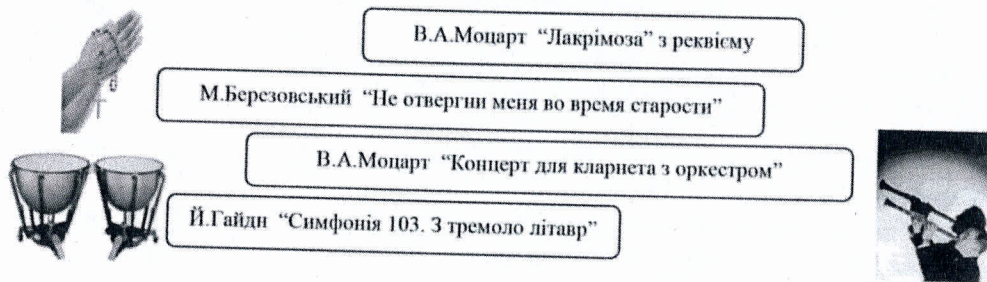 В.А.Моцарт “Лакрімоза” з реквієму
М.Березовський “Не отвергни меня во время старости”
В.А.Моцарт “Концерт для кларнета з оркестром”
Й.Гайдн “Симфонія 103. З тремоло літавр”